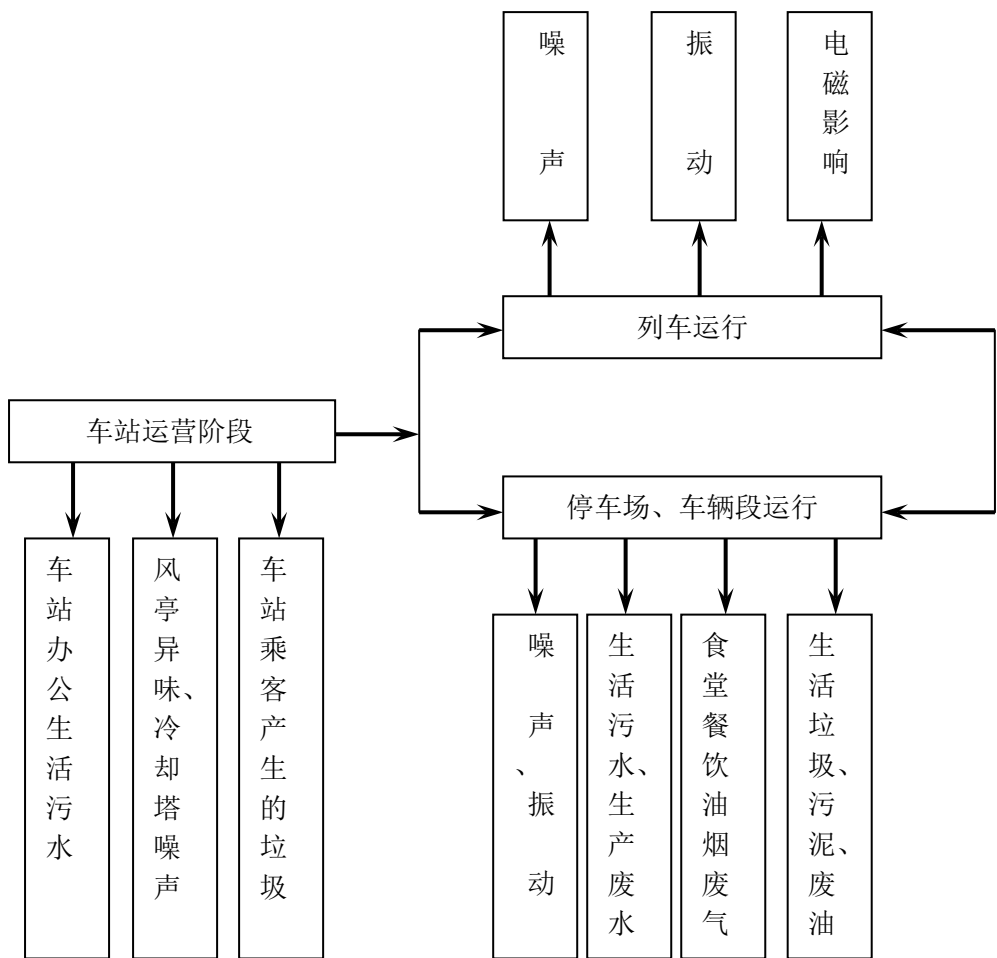 噪声
振动
电磁影响
列车运行
车站运营阶段
停车场、车辆段运行
车站办公生活污水
风亭异味、冷却塔噪声
车站乘客产生的垃圾
噪声、振动
生活污水、生产废水
食堂餐饮油烟废气
生活垃圾、污泥、废油